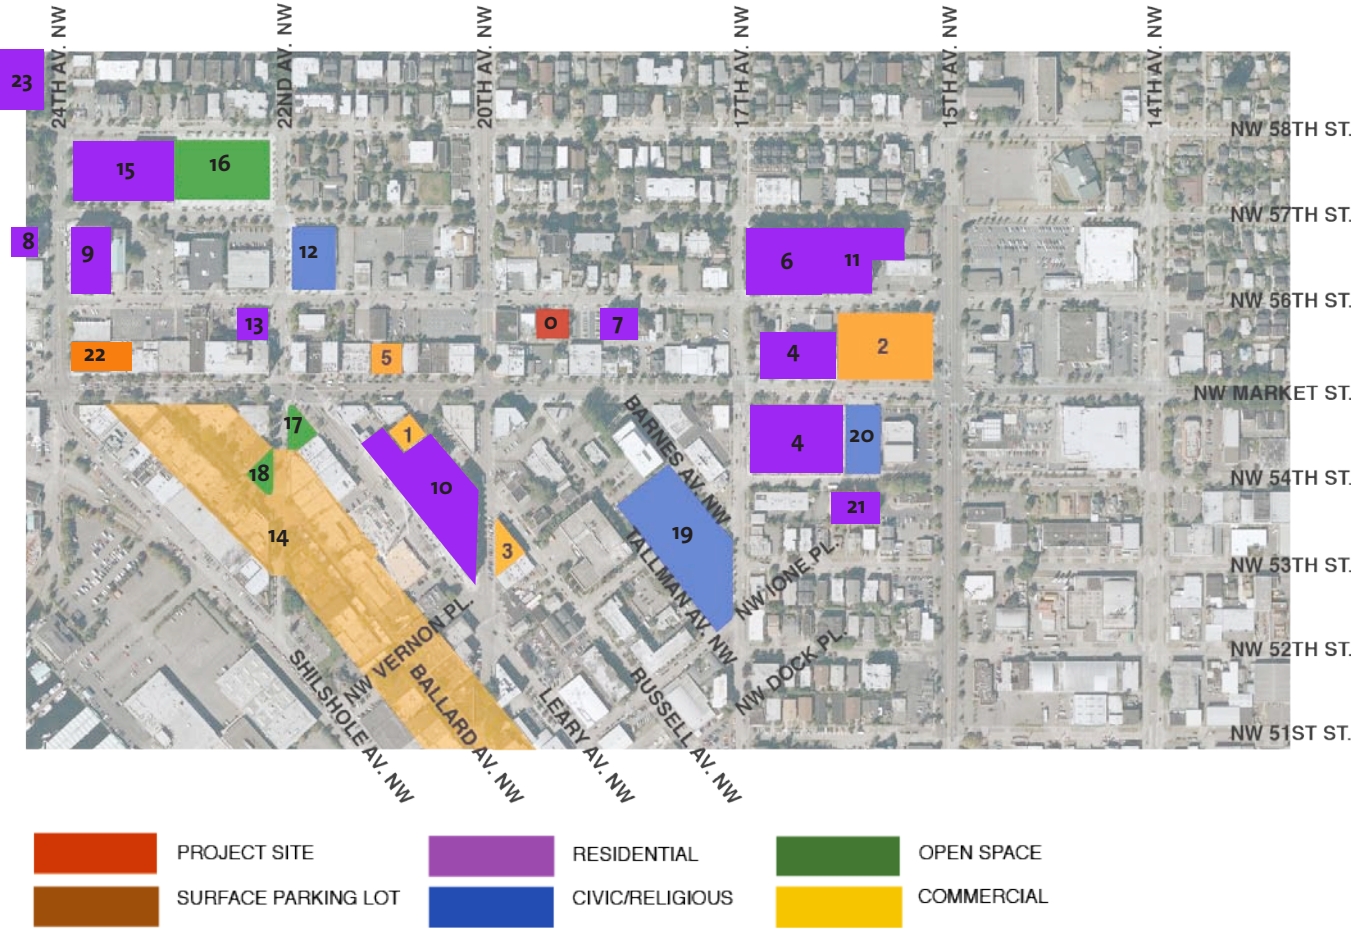 24TH AV. NW
22ND AV. NW
20TH AV. NW
17TH AV. NW
15TH AV. NW
14TH AV. NW
23
NW 58TH ST.
15
16
NW 57TH ST.
8
9
12
6
11
NW 56TH ST.
13
0
7
22
5
4
2
NW MARKET ST.
17
1
BARNES AV. NW
4
20
18
10
NW 54TH ST.
21
14
3
19
TALLMAN AV. NW
NW IONE PL.
NW 53TH ST.
NW VERNON PL.
NW DOCK PL.
NW 52TH ST.
SHILSHOLE AV. NW
BALLARD AV. NW
LEARY AV. NW
RUSSELL AV. NW
NW 51ST ST.
PROJECT SITE
RESIDENTIAL
OPEN SPACE
SURFACE PARKING LOT
CIVIC/RELIGIOUS
COMMERCIAL